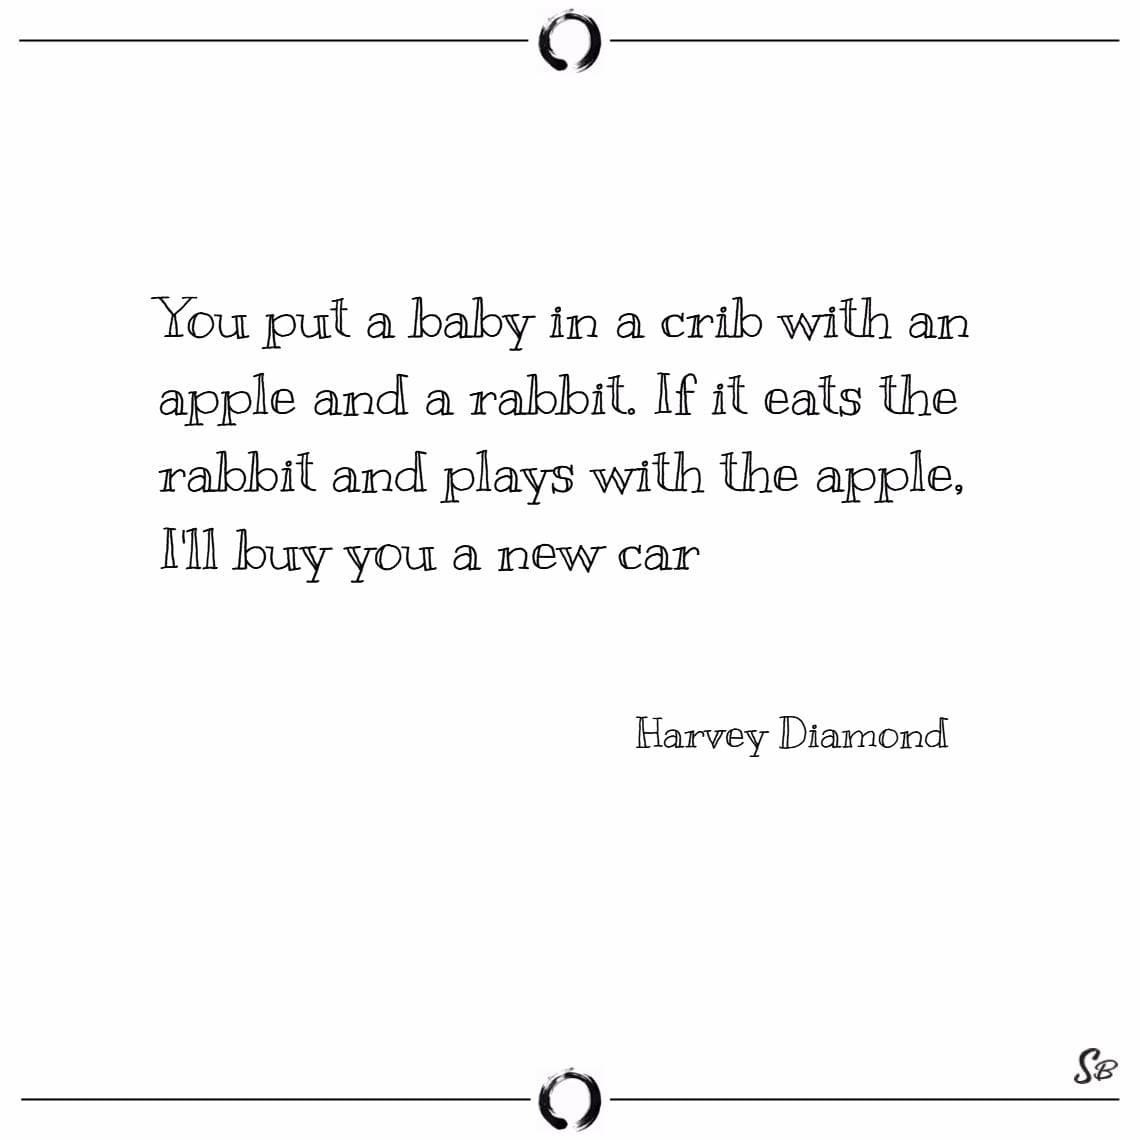 You put a baby in a crib with an
apple and a rabbit. If it eats the
rabbit and plays with the apple,
I'll buy you a new car
Harvey Diamond
SB